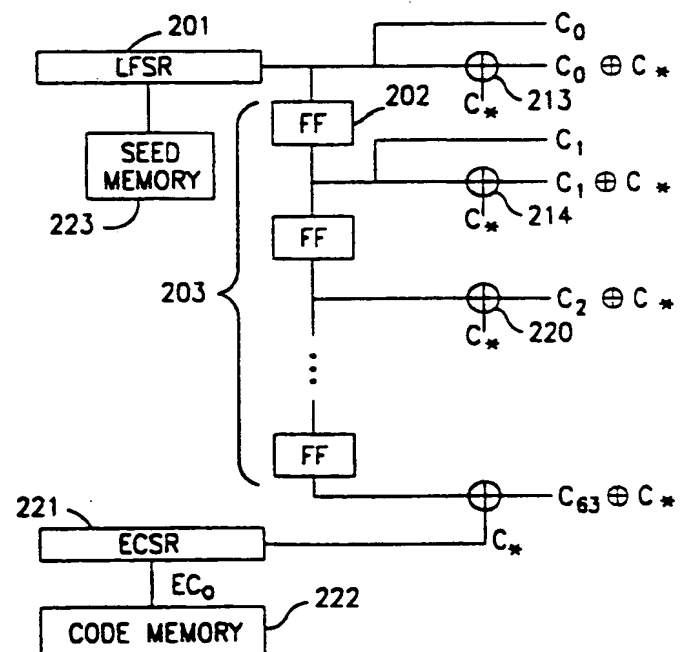 201
C₀
LFSR
C₀ ⊕ C*
202
C*
213
FF
C₁
SEED
MEMORY
C₁ ⊕ C*
223
C*
214
FF
203
C₂ ⊕ C*
C*
220
FF
221
C₆₃ ⊕ C*
ECSR
C*
EC₀
222
CODE MEMORY